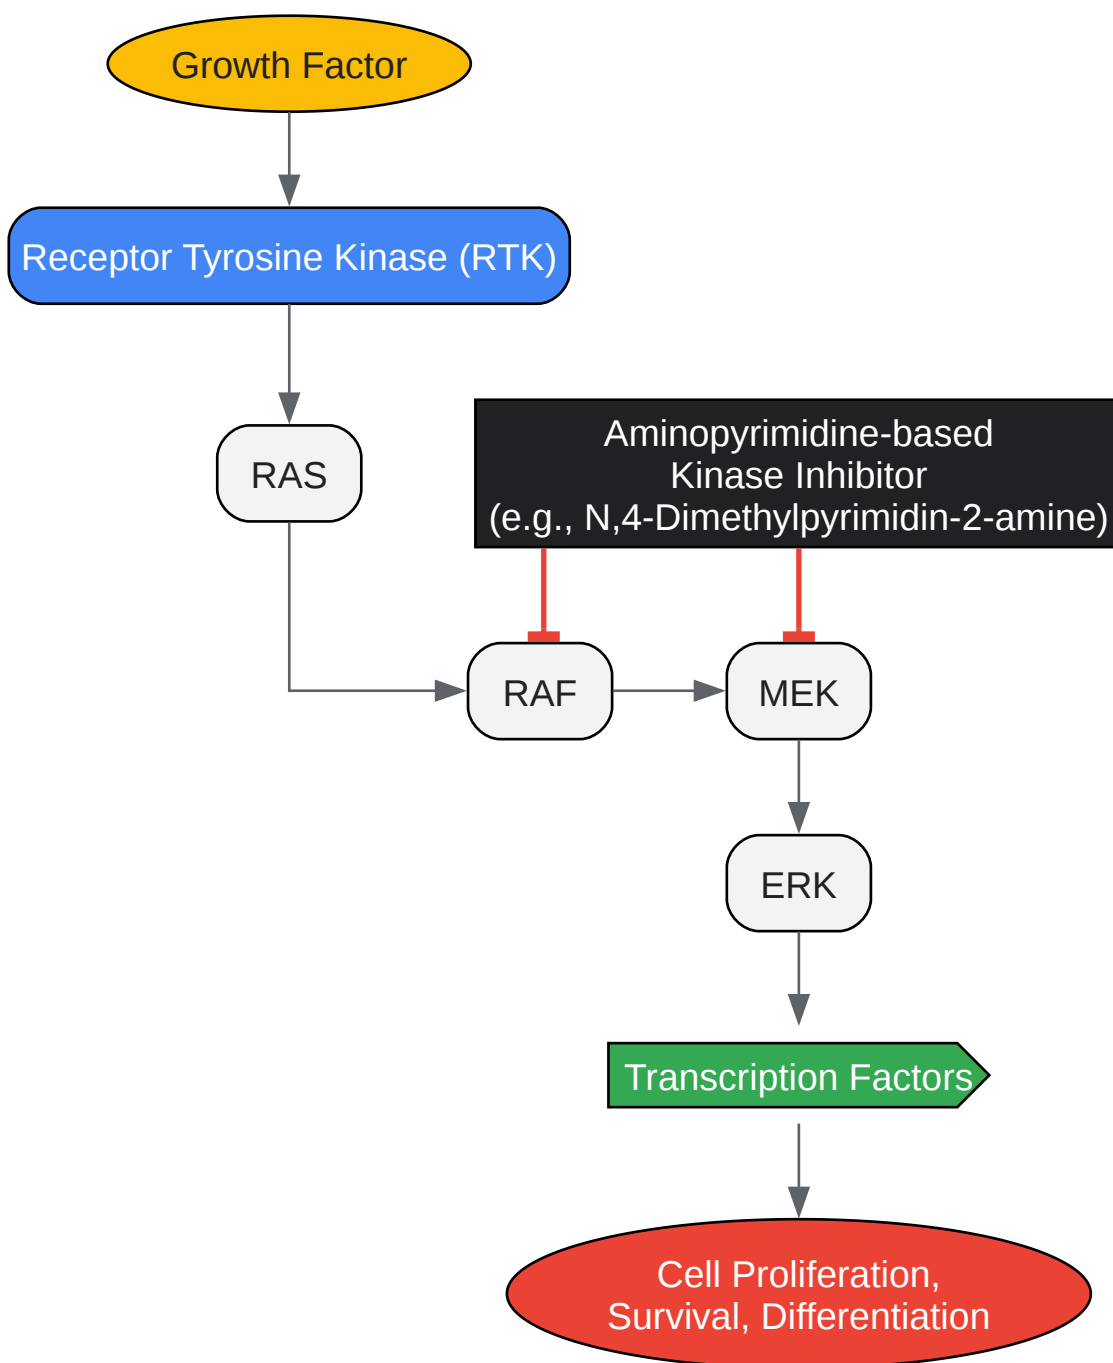 Growth Factor
Receptor Tyrosine Kinase (RTK)
RAS
Aminopyrimidine-based
Kinase Inhibitor
(e.g., N,4-Dimethylpyrimidin-2-amine)
RAF
MEK
ERK
Transcription Factors
Cell Proliferation,
Survival, Differentiation